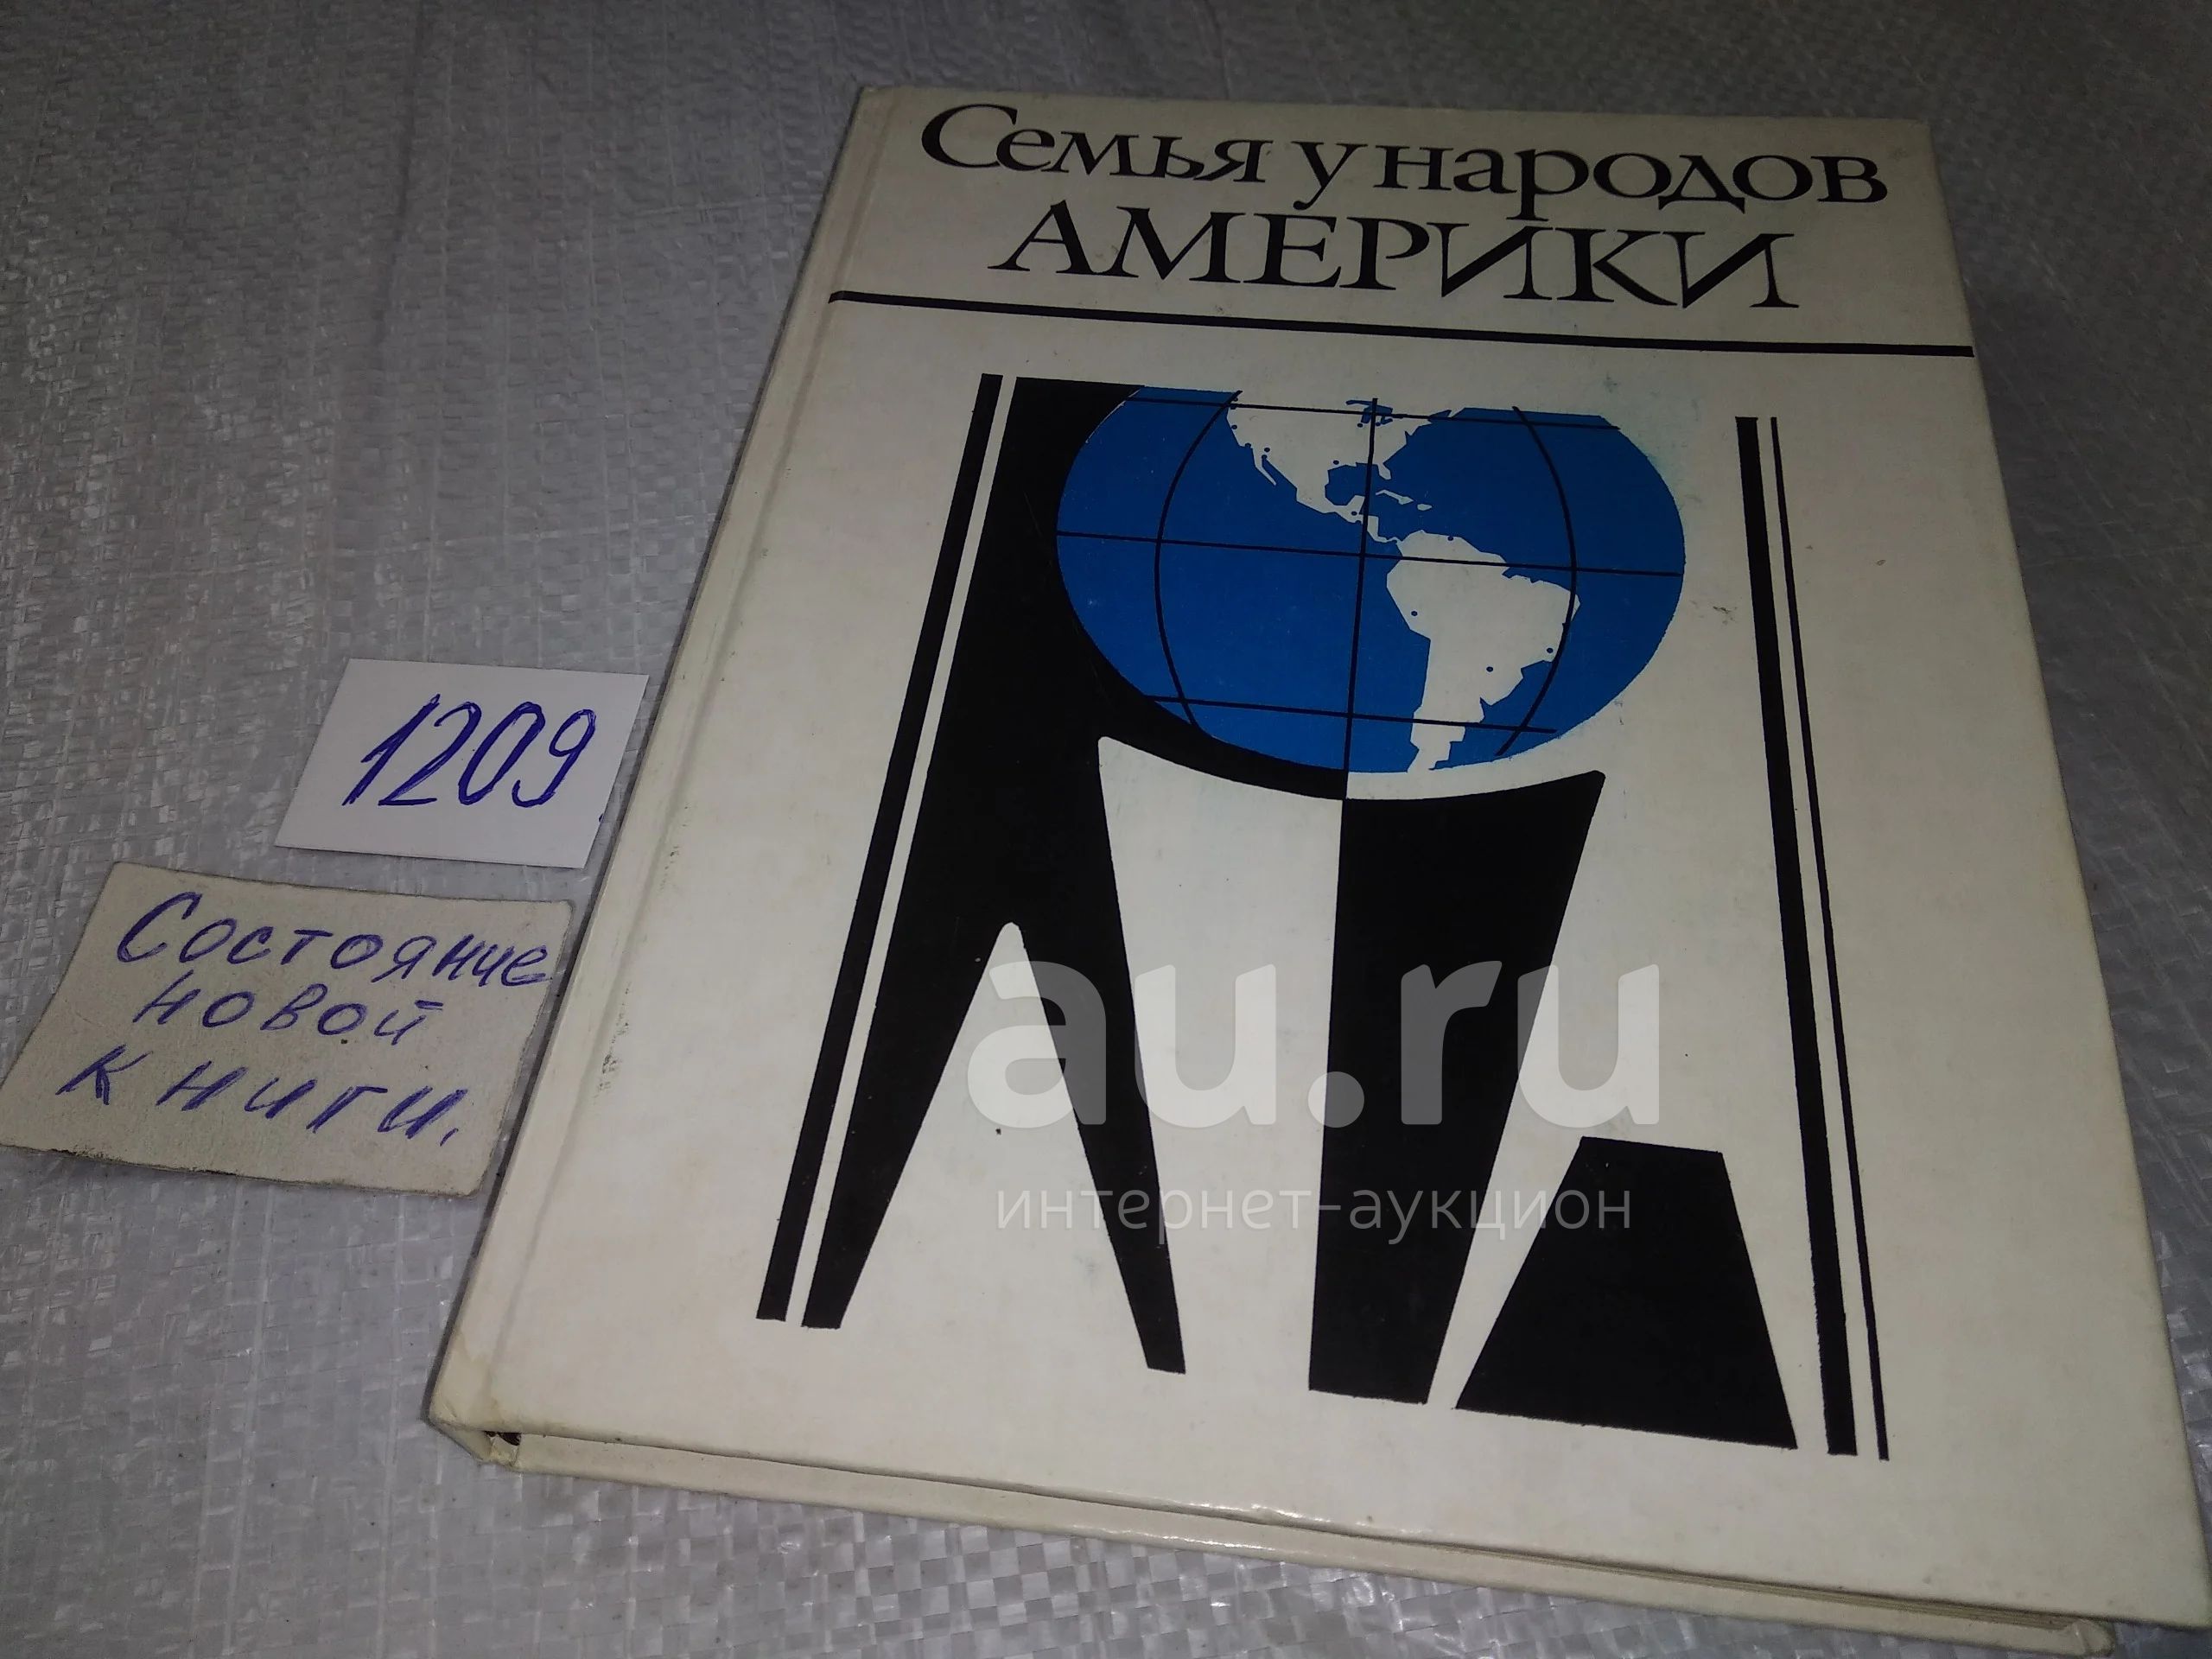 Семья у народов
АМЕРИКИ
1209
Состояние
новой
книги.
au.ru
интернет-аукцион